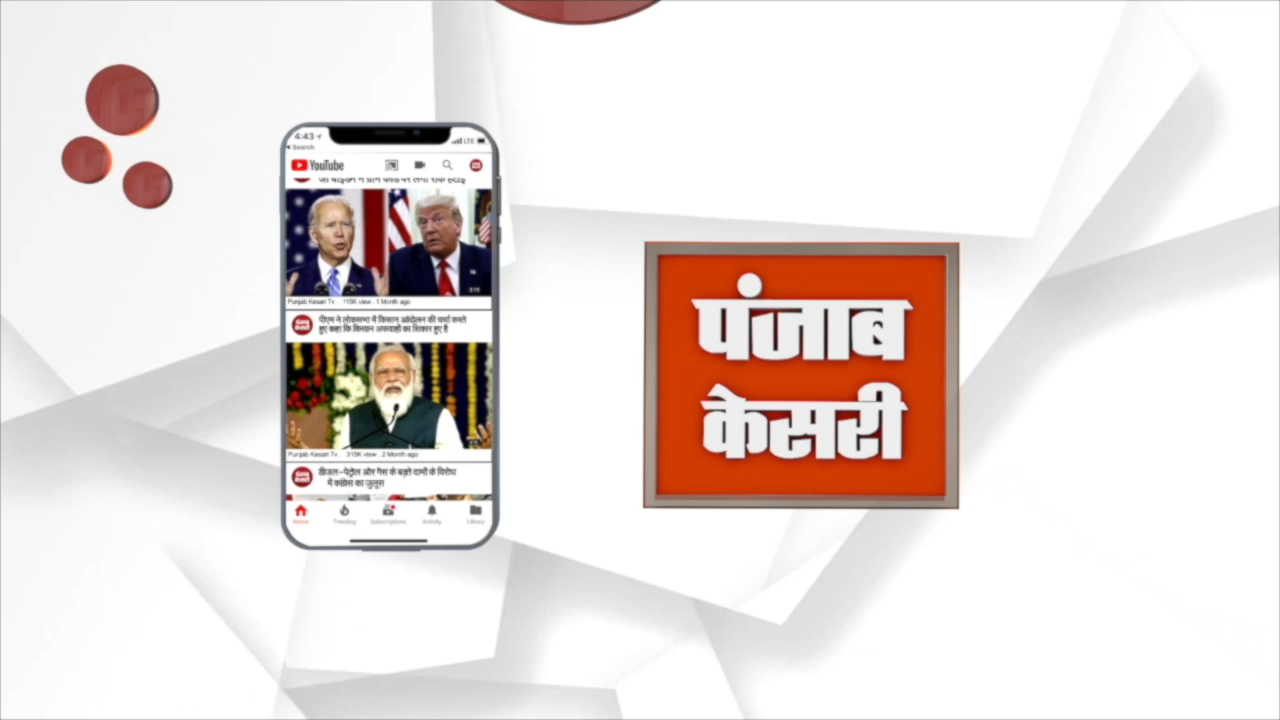 4:43
Search
LTE
YouTube
Punjab Kesari Tv . 115K view . 1 Month ago
पीएम ने लोकसभा में किसान आंदोलन की चर्चा करते
हुए कहा कि किसान अफवाहों का शिकार हुए हैं
Punjab Kesari Tv . 315K view . 2 Month ago
डीजल-पेट्रोल और गैस के बढ़ते दामों के विरोध
में कांग्रेस का जुलूस
Home Trending Subscriptions Activity Library
पंजाब
केसरी